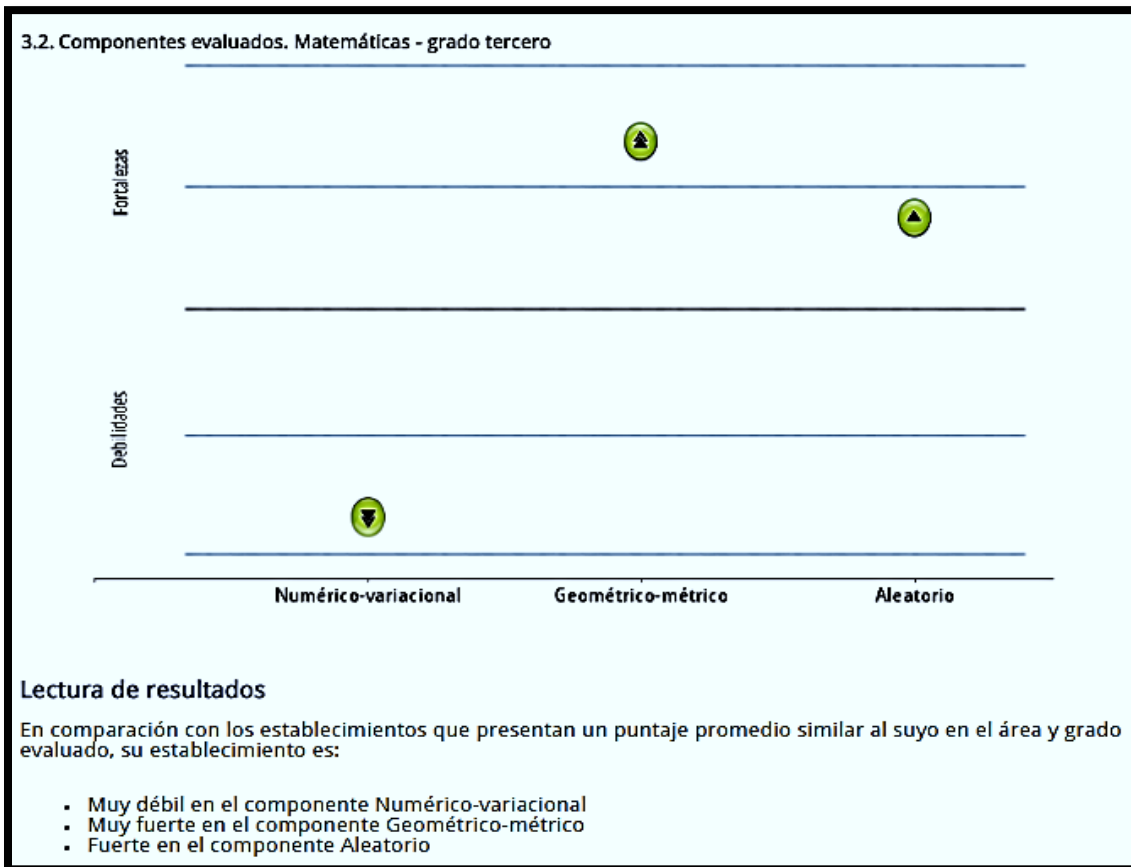 3.2. Componentes evaluados. Matemáticas - grado tercero
Fortalezas
Debilidades
Numérico-variacional
Geométrico-métrico
Aleatorio
Lectura de resultados
En comparación con los establecimientos que presentan un puntaje promedio similar al suyo en el área y grado
evaluado, su establecimiento es:
• Muy débil en el componente Numérico-variacional
• Muy fuerte en el componente Geométrico-métrico
• Fuerte en el componente Aleatorio